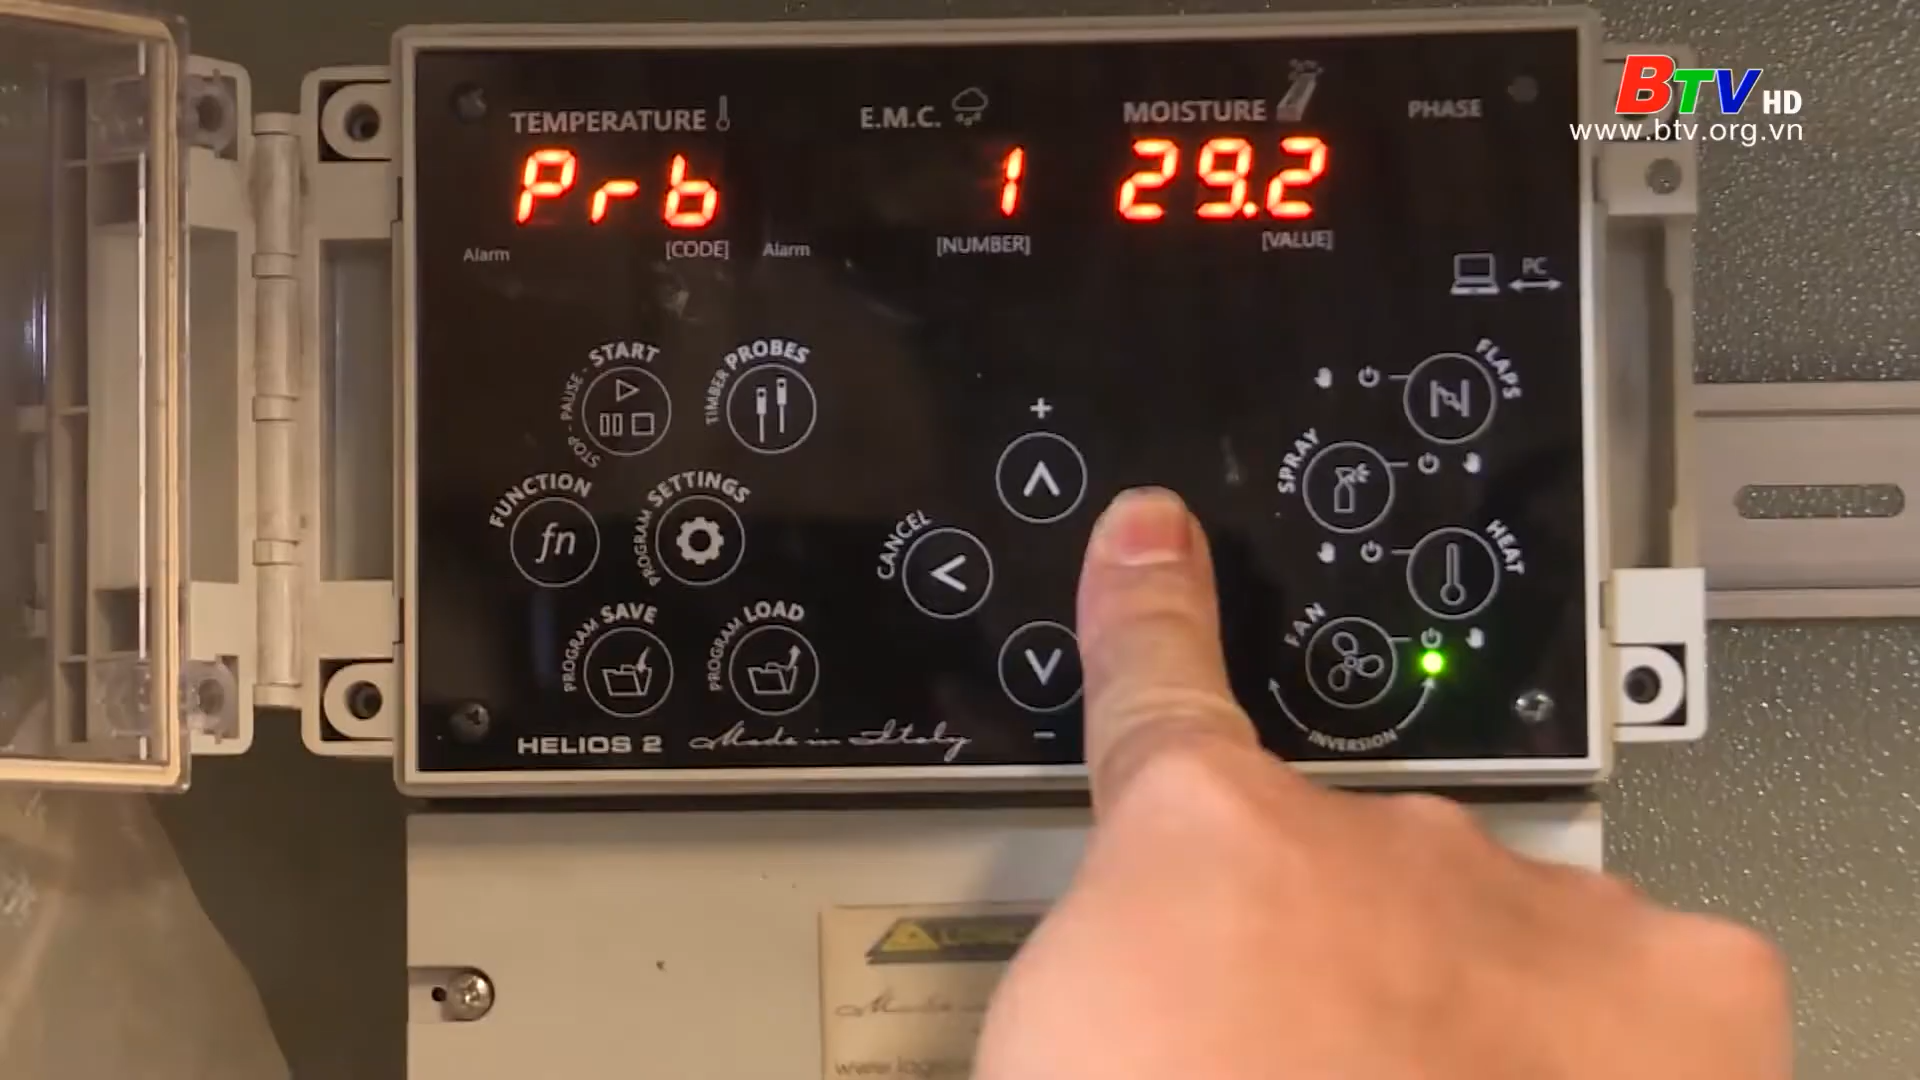 BTV HD
www.btv.org.vn
TEMPERATURE
E.M.C.
MOISTURE
PHASE
Prb
1
29.2
Alarm
[CODE]
Alarm
[NUMBER]
[VALUE]
PC
STOP - PAUSE - START
TIMBER PROBES
FLAPS
+
SPRAY
FUNCTION
fn
PROGRAM SETTINGS
CANCEL
HEAT
PROGRAM SAVE
PROGRAM LOAD
FAN
INVERSION
HELIOS 2
Made in Italy
-